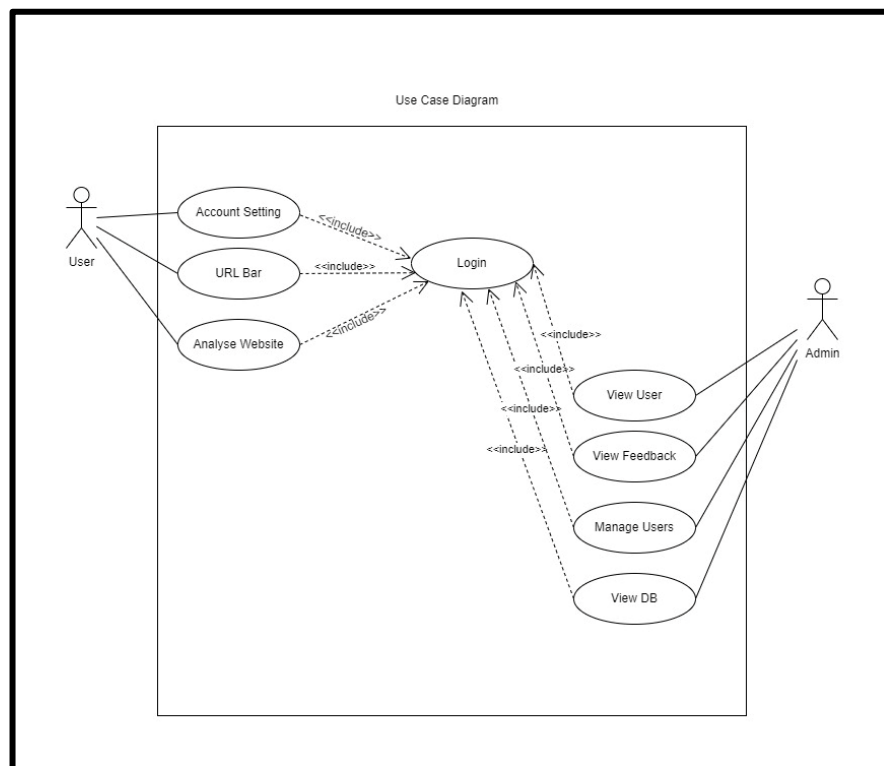 Use Case Diagram
Account Setting
<<include>>
User
URL Bar
<<include>>
Login
Analyse Website
<<include>>
Admin
<<include>>
View User
<<include>>
View Feedback
<<include>>
Manage Users
<<include>>
View DB